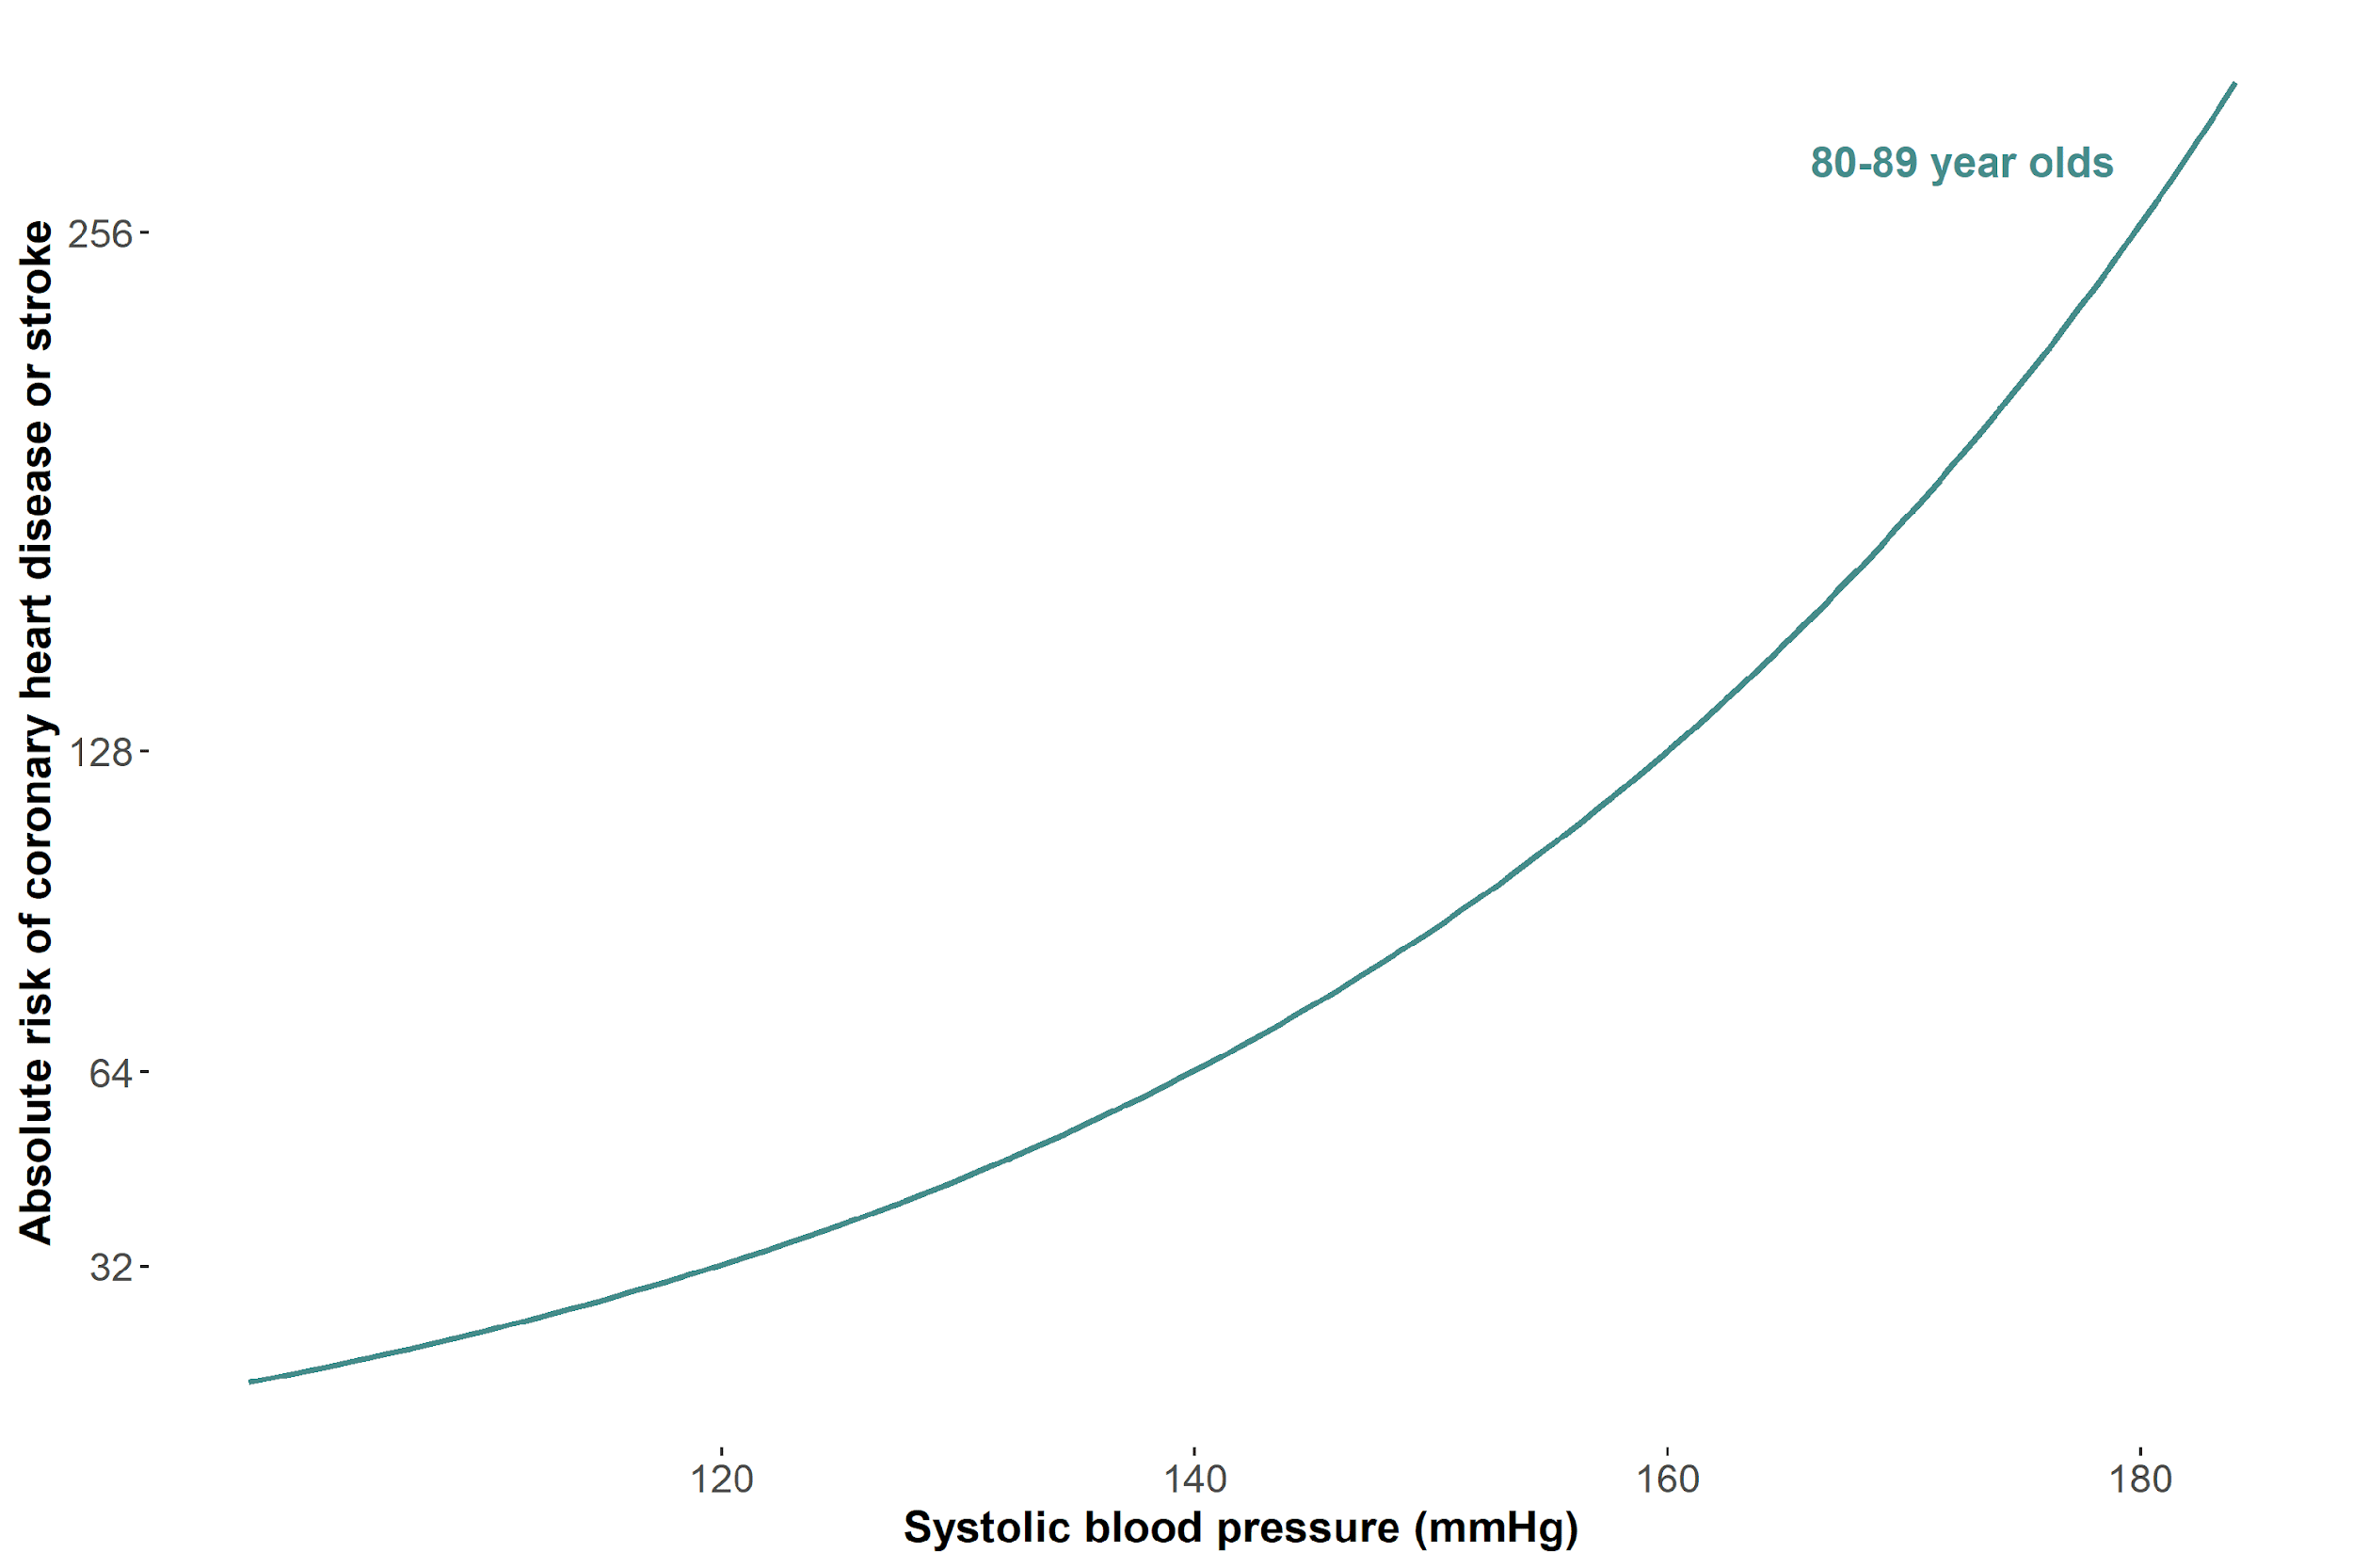 Absolute risk of coronary heart disease or stroke
256
128
64
32
80-89 year olds
120
140
160
180
Systolic blood pressure (mmHg)